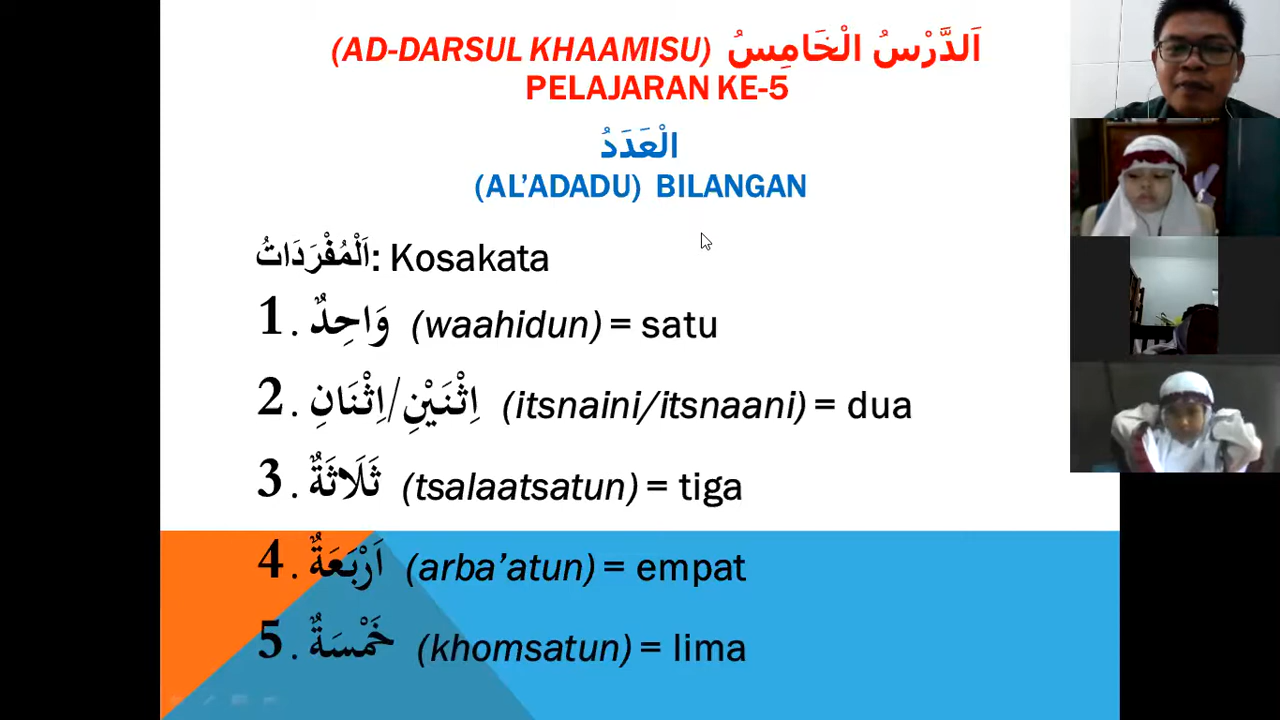 (AD-DARSUL KHAAMISU) اَلدَّرْسُ الْخَامِسُ
PELAJARAN KE-5
الْعَدَدُ
(AL’ADADU) BILANGAN
اَلْمُفْرَدَاتُ: Kosakata
1. وَاحِدٌ (waahidun) = satu
2. اِثْنَيْنِ/اِثْنَانِ (itsnaini/itsnaani) = dua
3. ثَلَاثَةٌ (tsalaatsatun) = tiga
4. اَرْبَعَةٌ (arba’atun) = empat
5. خَمْسَةٌ (khomsatun) = lima